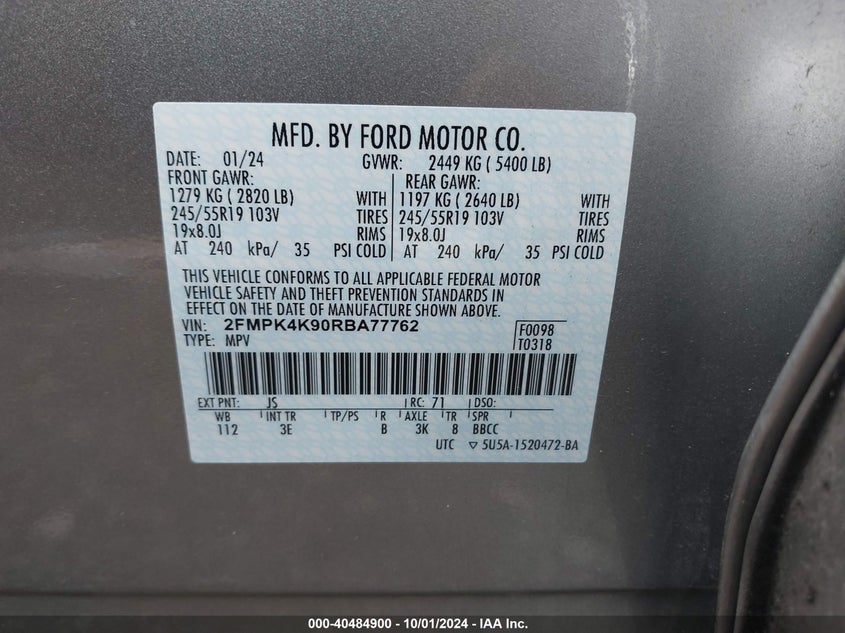 MFD. BY FORD MOTOR CO.
DATE: 01/24 GVWR: 2449 KG ( 5400 LB)
FRONT GAWR: REAR GAWR:
1279 KG ( 2820 LB) WITH 1197 KG ( 2640 LB) WITH
245/55R19 103V TIRES 245/55R19 103V TIRES
19x8.0J RIMS 19x8.0J RIMS
AT 240 kPa/ 35 PSI COLD AT 240 kPa/ 35 PSI COLD
THIS VEHICLE CONFORMS TO ALL APPLICABLE FEDERAL MOTOR
VEHICLE SAFETY AND THEFT PREVENTION STANDARDS IN
EFFECT ON THE DATE OF MANUFACTURE SHOWN ABOVE.
VIN: 2FMPK4K90RBA77762 F0098
TYPE: MPV T0318
EXT PNT: JS RC: 71 DSO:
WB INT TR TP/PS R AXLE TR SPR
112 3E B 3K 8 BBCC
UTC ▽ 5U5A-1520472-BA
000-40484900 - 10/01/2024 - IAA Inc.